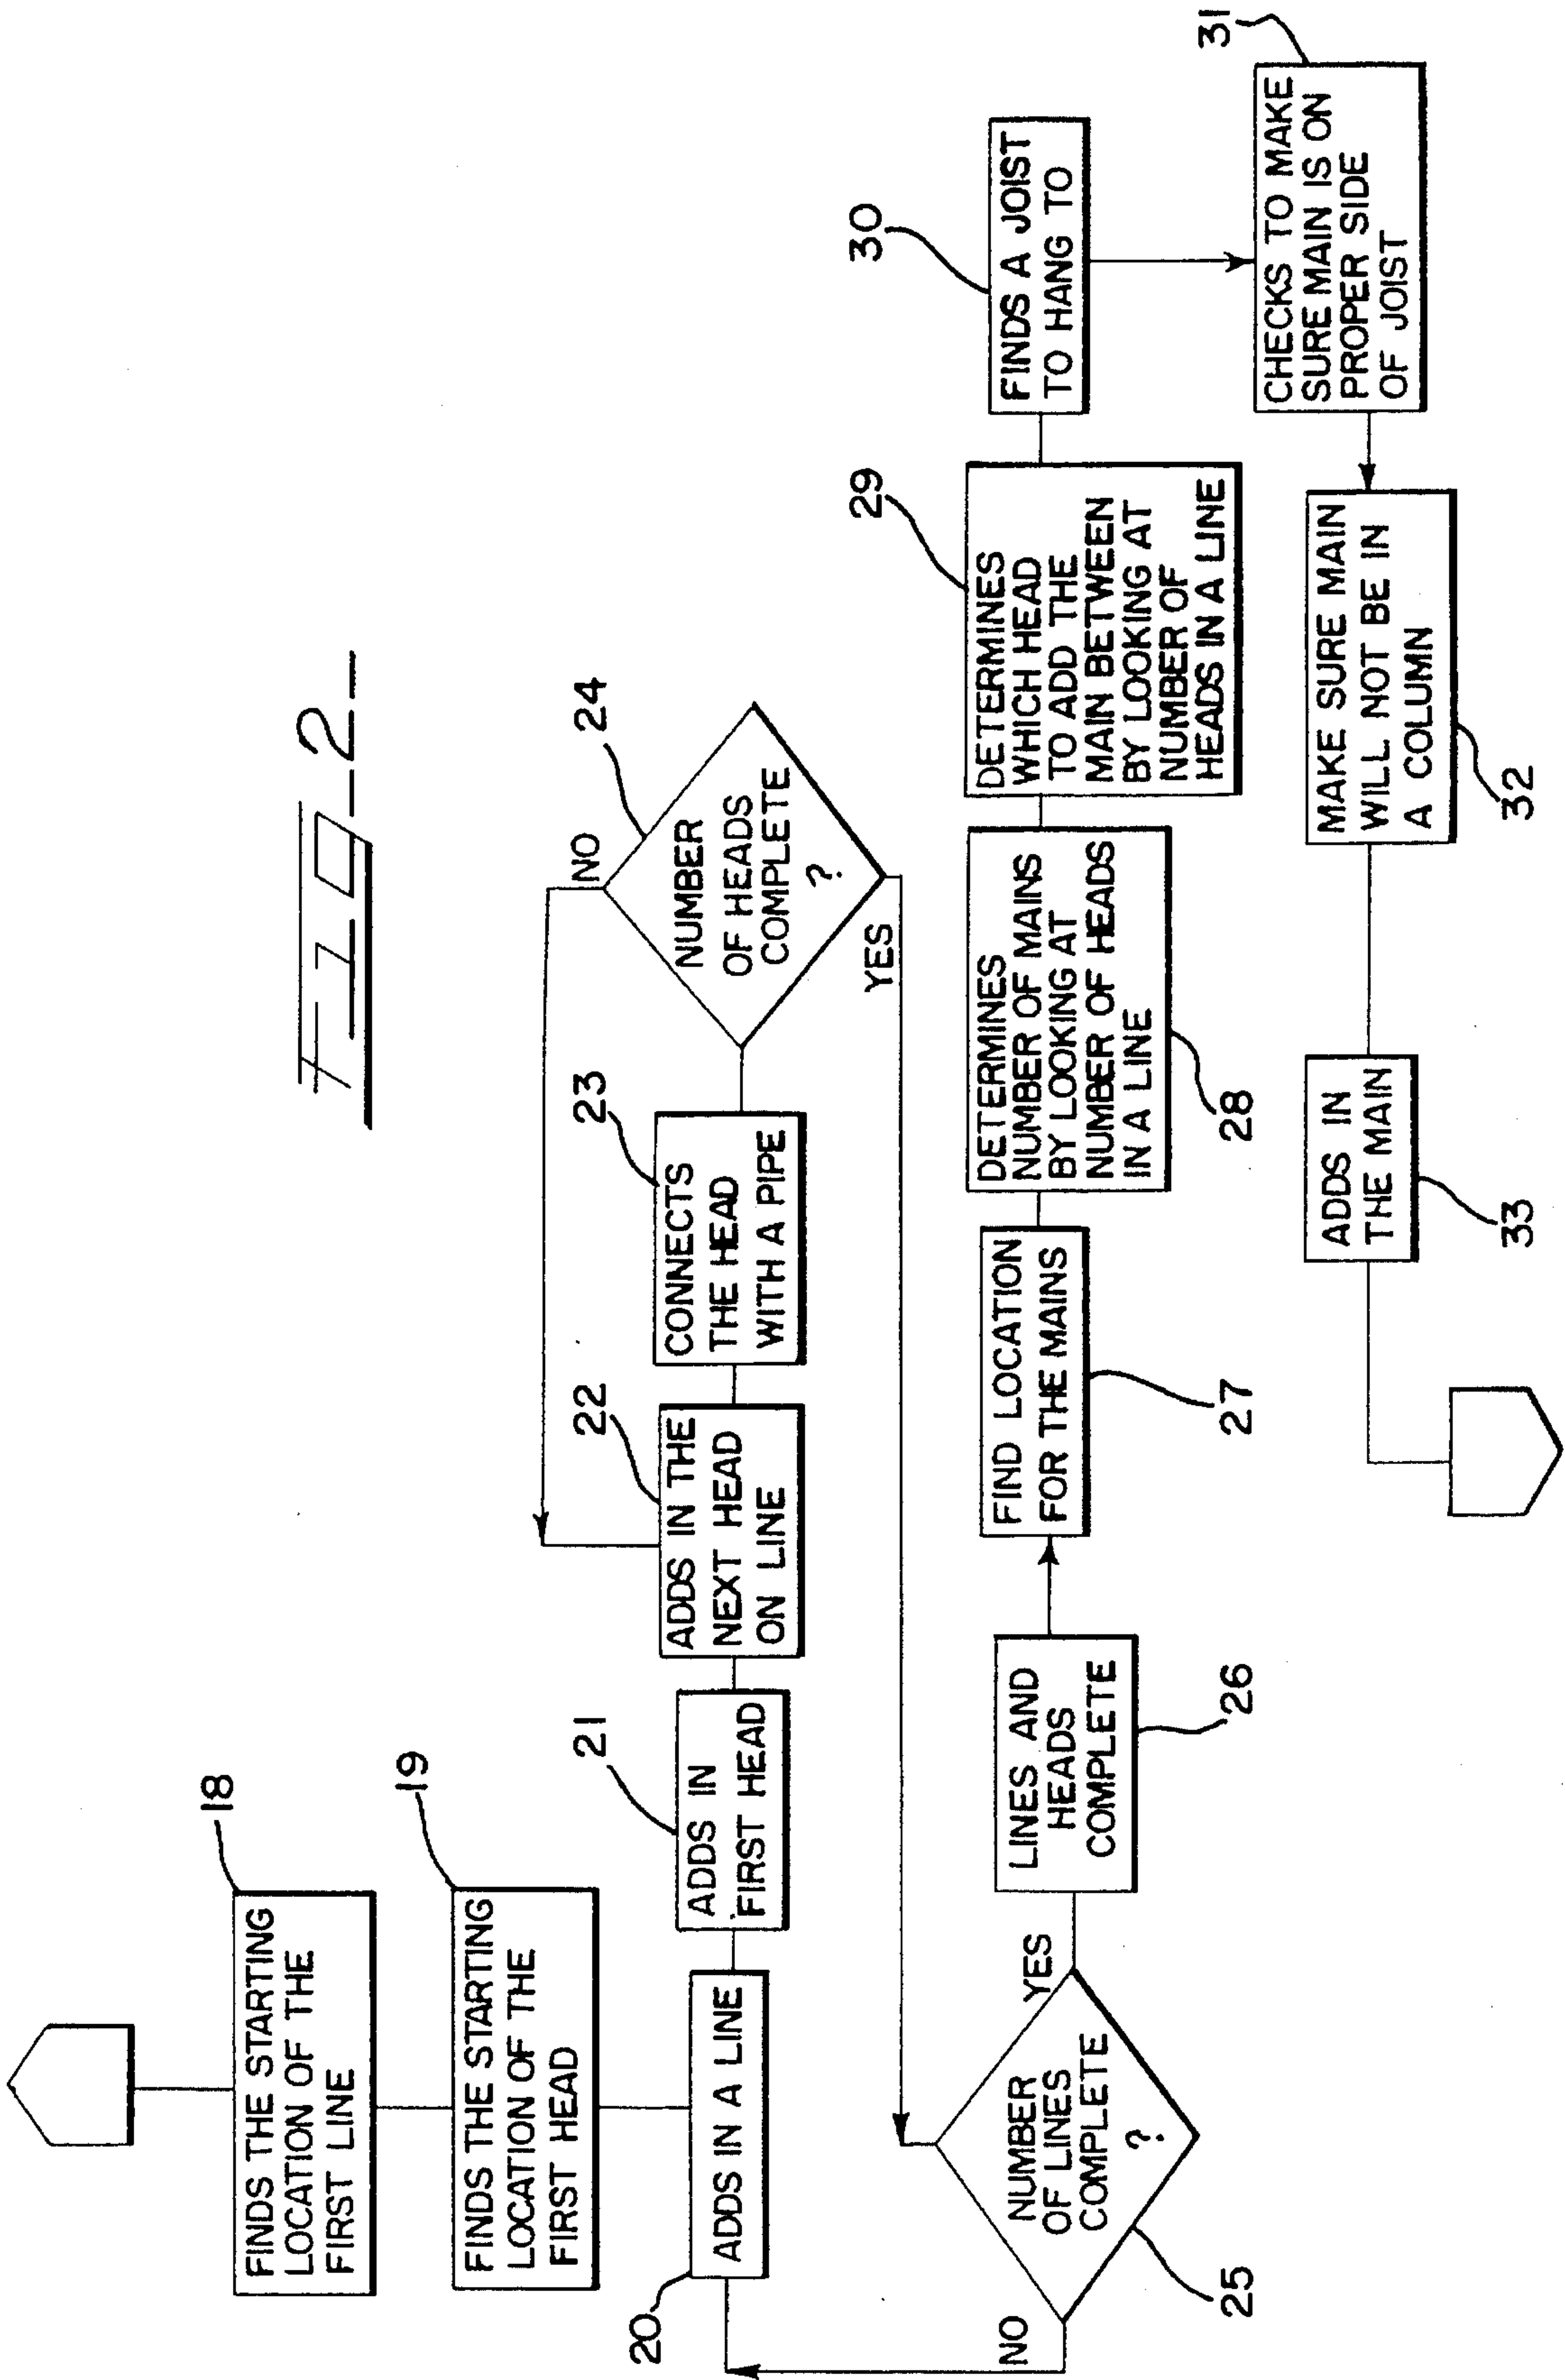 FIG_2_
18
FINDS THE STARTING
LOCATION OF THE
FIRST LINE
19
FINDS THE STARTING
LOCATION OF THE
FIRST HEAD
20
ADDS IN A LINE
21
ADDS IN
FIRST HEAD
22
ADDS IN THE
NEXT HEAD
ON LINE
23
CONNECTS
THE HEAD
WITH A PIPE
24
NUMBER
OF HEADS
COMPLETE
?
NO
YES
25
NUMBER
OF LINES
COMPLETE
?
NO
YES
26
LINES AND
HEADS
COMPLETE
27
FIND LOCATION
FOR THE MAINS
28
DETERMINES
NUMBER OF MAINS
BY LOOKING AT
NUMBER OF HEADS
IN A LINE
29
DETERMINES
WHICH HEAD
TO ADD THE
MAIN BETWEEN
BY LOOKING AT
NUMBER OF
HEADS IN A LINE
30
FINDS A JOIST
TO HANG TO
31
CHECKS TO MAKE
SURE MAIN IS ON
PROPER SIDE
OF JOIST
32
MAKE SURE MAIN
WILL NOT BE IN
A COLUMN
33
ADDS IN
THE MAIN